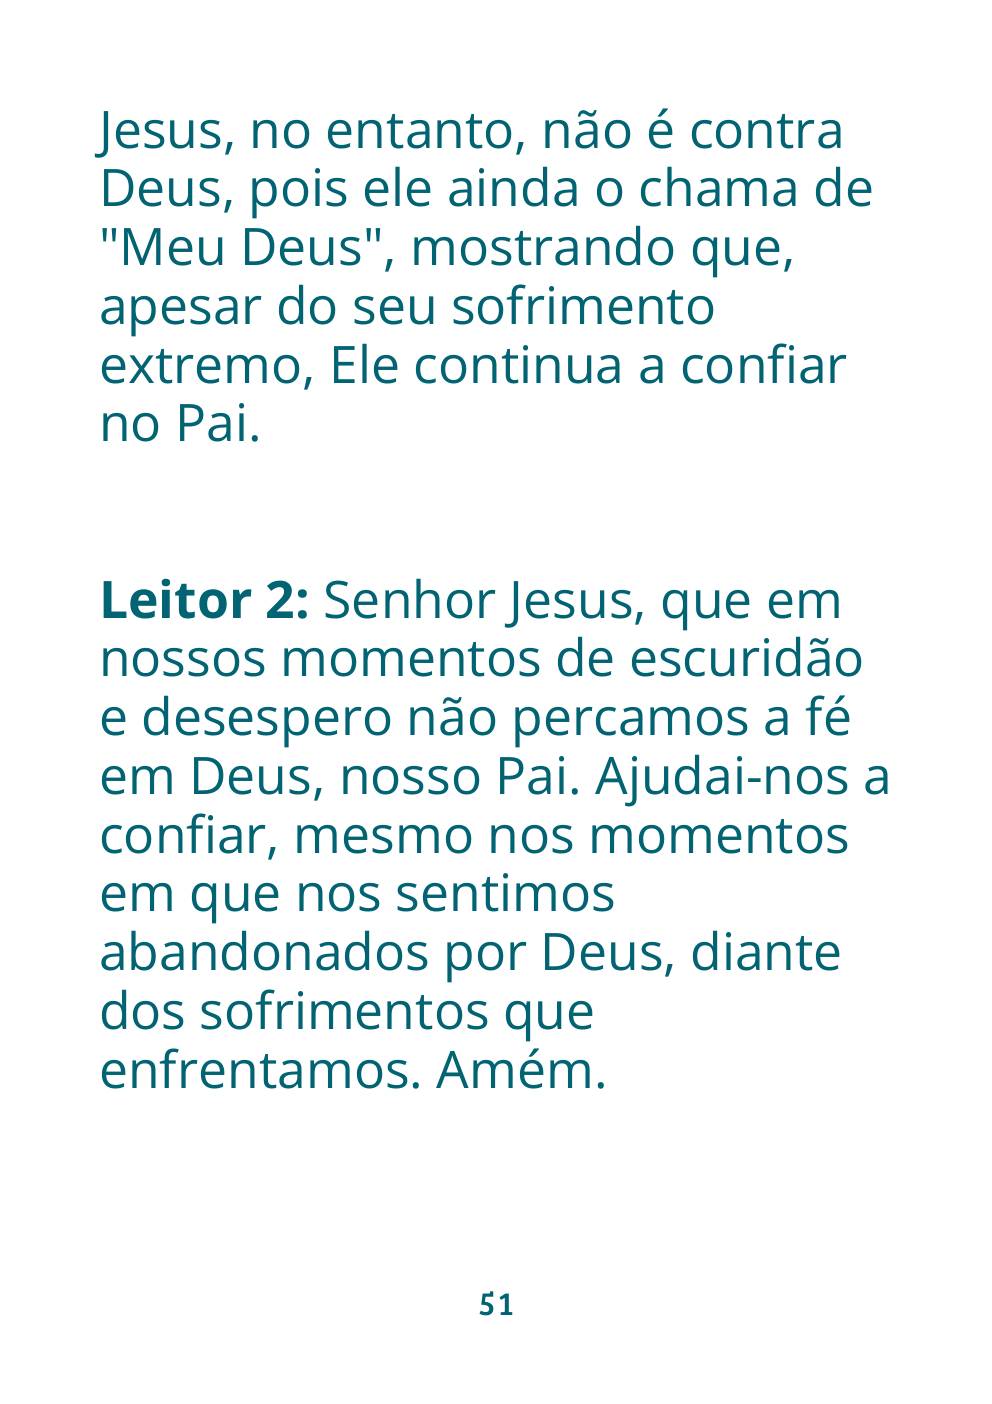 Jesus, no entanto, não é contra
Deus, pois ele ainda o chama de
"Meu Deus", mostrando que,
apesar do seu sofrimento
extremo, Ele continua a confiar
no Pai.
Leitor 2: Senhor Jesus, que em
nossos momentos de escuridão
e desespero não percamos a fé
em Deus, nosso Pai. Ajudai-nos a
confiar, mesmo nos momentos
em que nos sentimos
abandonados por Deus, diante
dos sofrimentos que
enfrentamos. Amém.
51